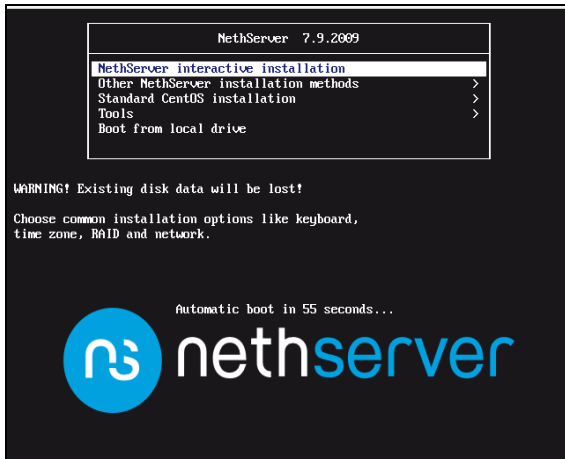 NethServer 7.9.2009
NethServer interactive installation
Other NethServer installation methods >
Standard CentOS installation >
Tools >
Boot from local drive
WARNING! Existing disk data will be lost!
Choose common installation options like keyboard,
time zone, RAID and network.
Automatic boot in 55 seconds...
ns nethserver